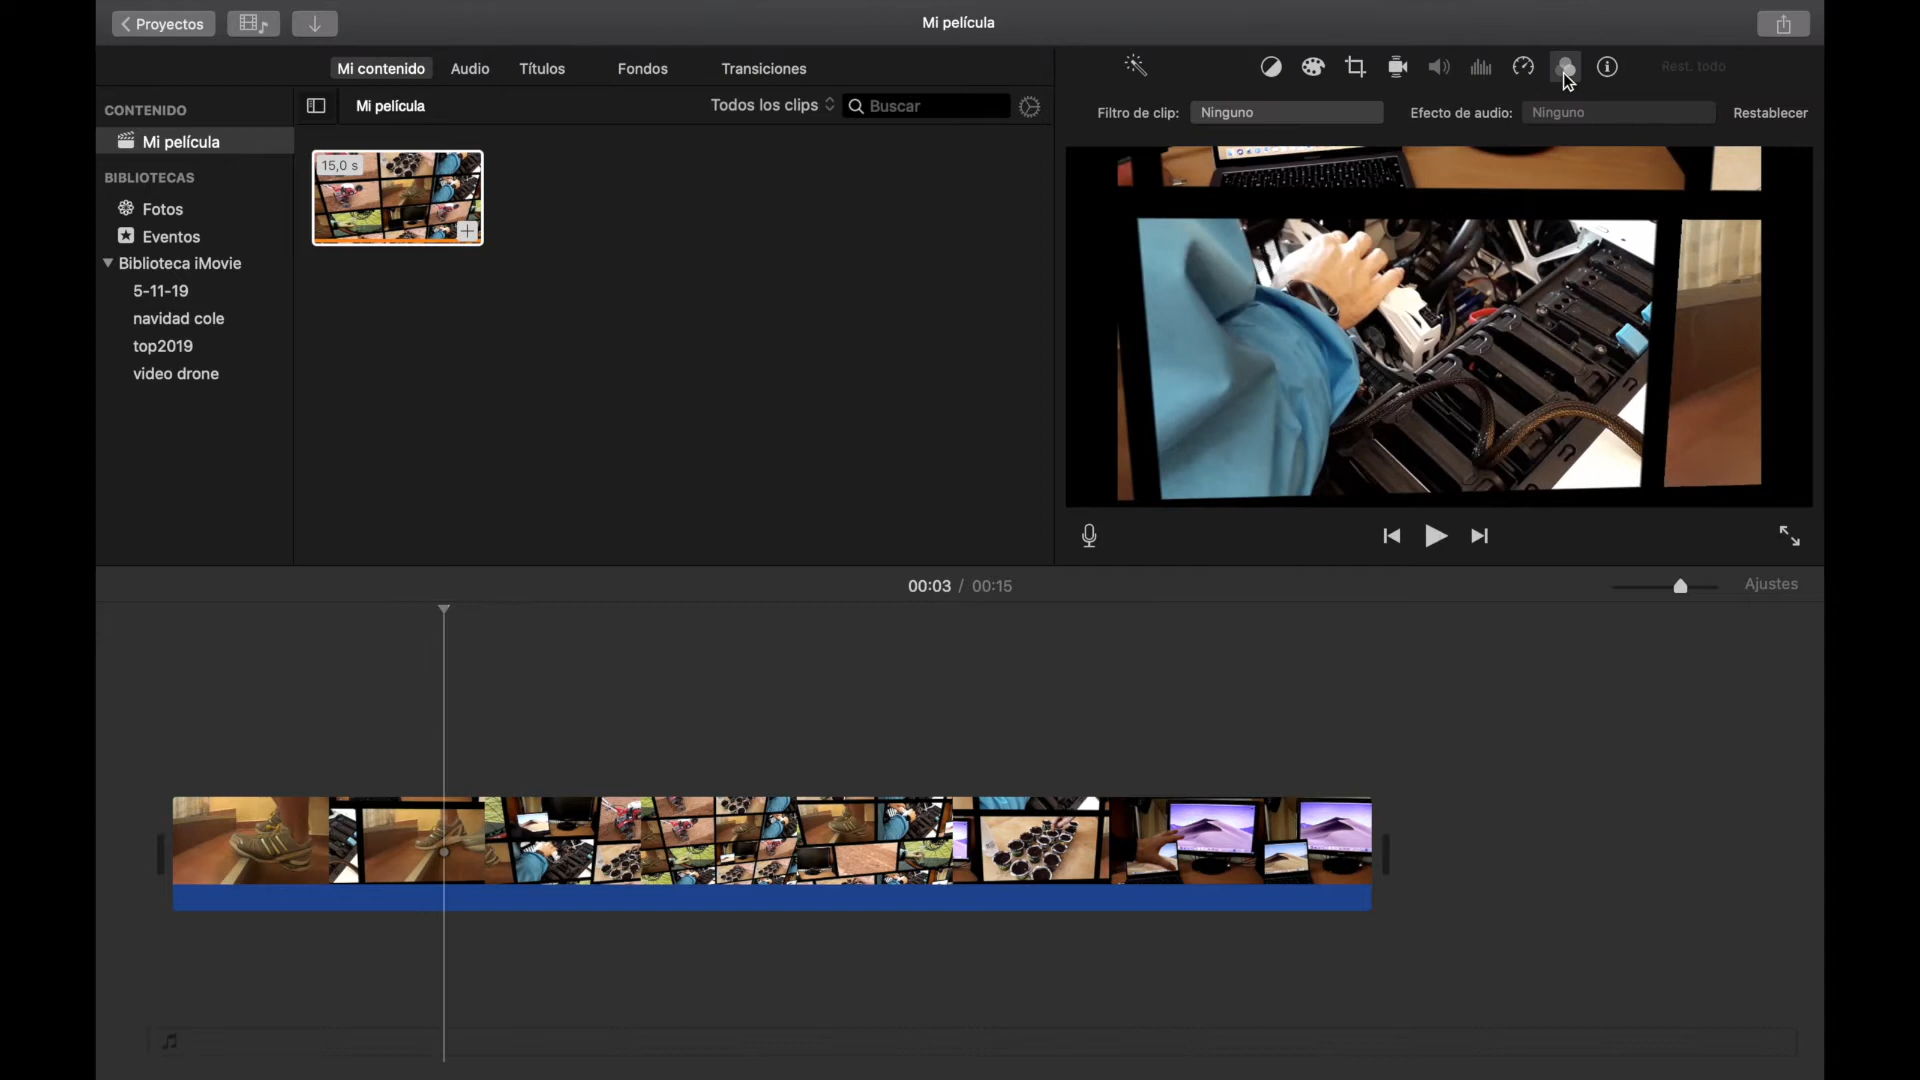 Proyectos
Mi película
Mi contenido
Audio
Títulos
Fondos
Transiciones
Rest. todo
CONTENIDO
Mi película
BIBLIOTECAS
Fotos
Eventos
Biblioteca iMovie
5-11-19
navidad cole
top2019
video drone
Mi película
Todos los clips
Buscar
15,0 s
Filtro de clip:
Ninguno
Efecto de audio:
Ninguno
Restablecer
00:03 / 00:15
Ajustes